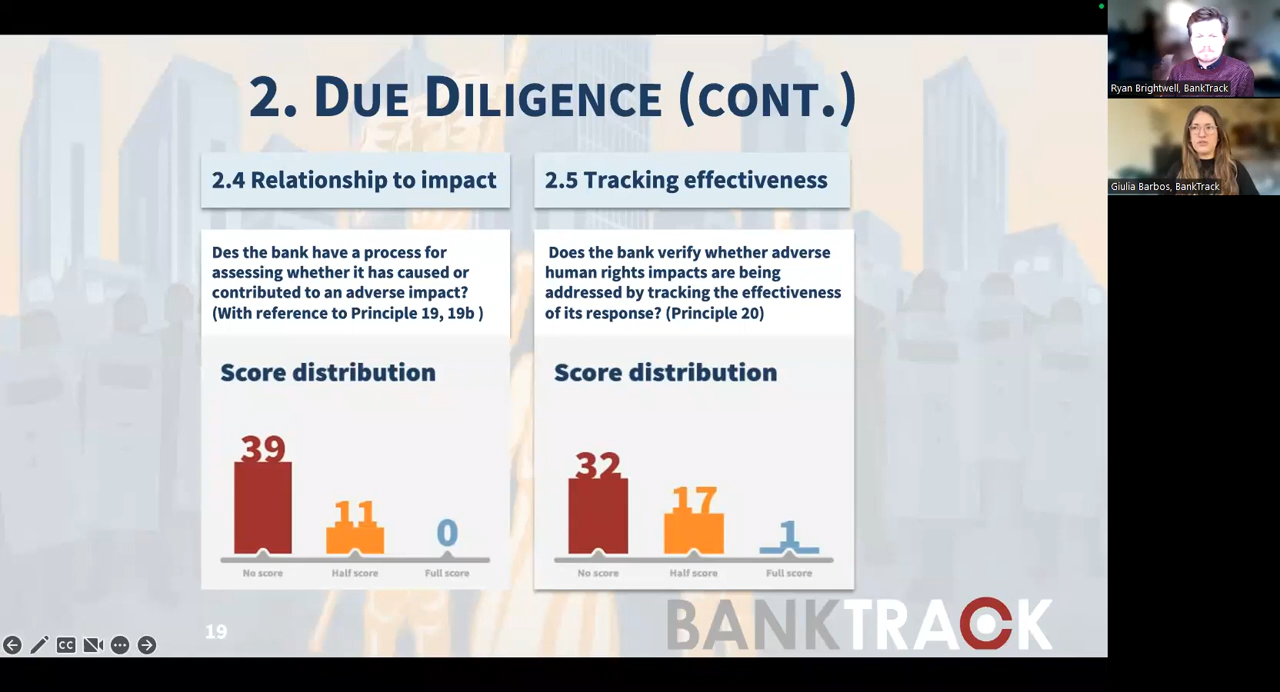 2. DUE DILIGENCE (CONT.)
2.4 Relationship to impact
Des the bank have a process for
assessing whether it has caused or
contributed to an adverse impact?
(With reference to Principle 19, 19b )
Score distribution
39
11
0
No score
Half score
Full score
2.5 Tracking effectiveness
Does the bank verify whether adverse
human rights impacts are being
addressed by tracking the effectiveness
of its response? (Principle 20)
Score distribution
32
17
1
No score
Half score
Full score
19
BANKTRACK
CC
Ryan Brightwell, BankTrack
Giulia Barbos, BankTrack